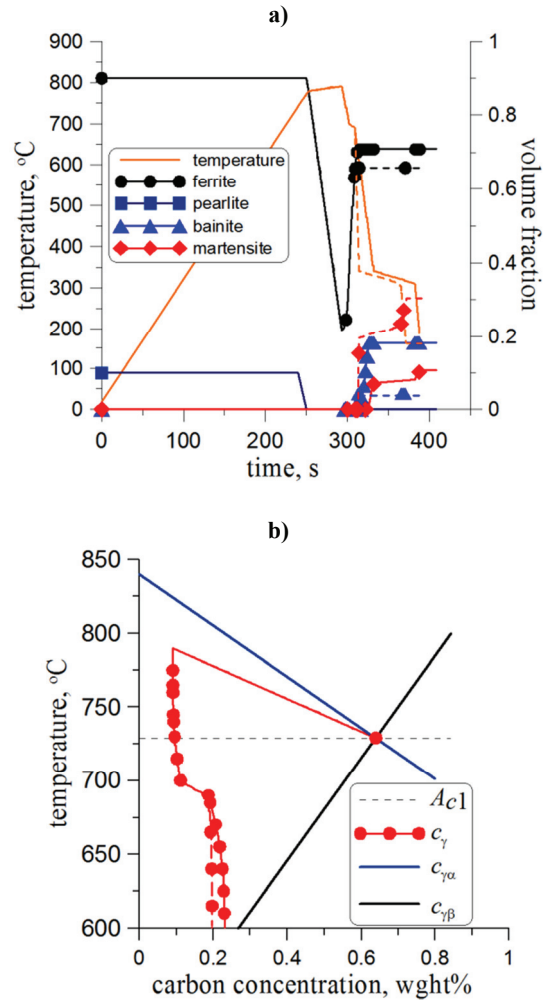 a)
900
800
700
600
500
400
300
200
100
0
temperature, °C
1
0.8
0.6
0.4
0.2
0
volume fraction
temperature
ferrite
pearlite
bainite
martensite
0 100 200 300 400
time, s
b)
850
800
750
700
650
600
temperature, °C
Ac1
cγ
cγα
cγβ
0 0.2 0.4 0.6 0.8 1
carbon concentration, wght%